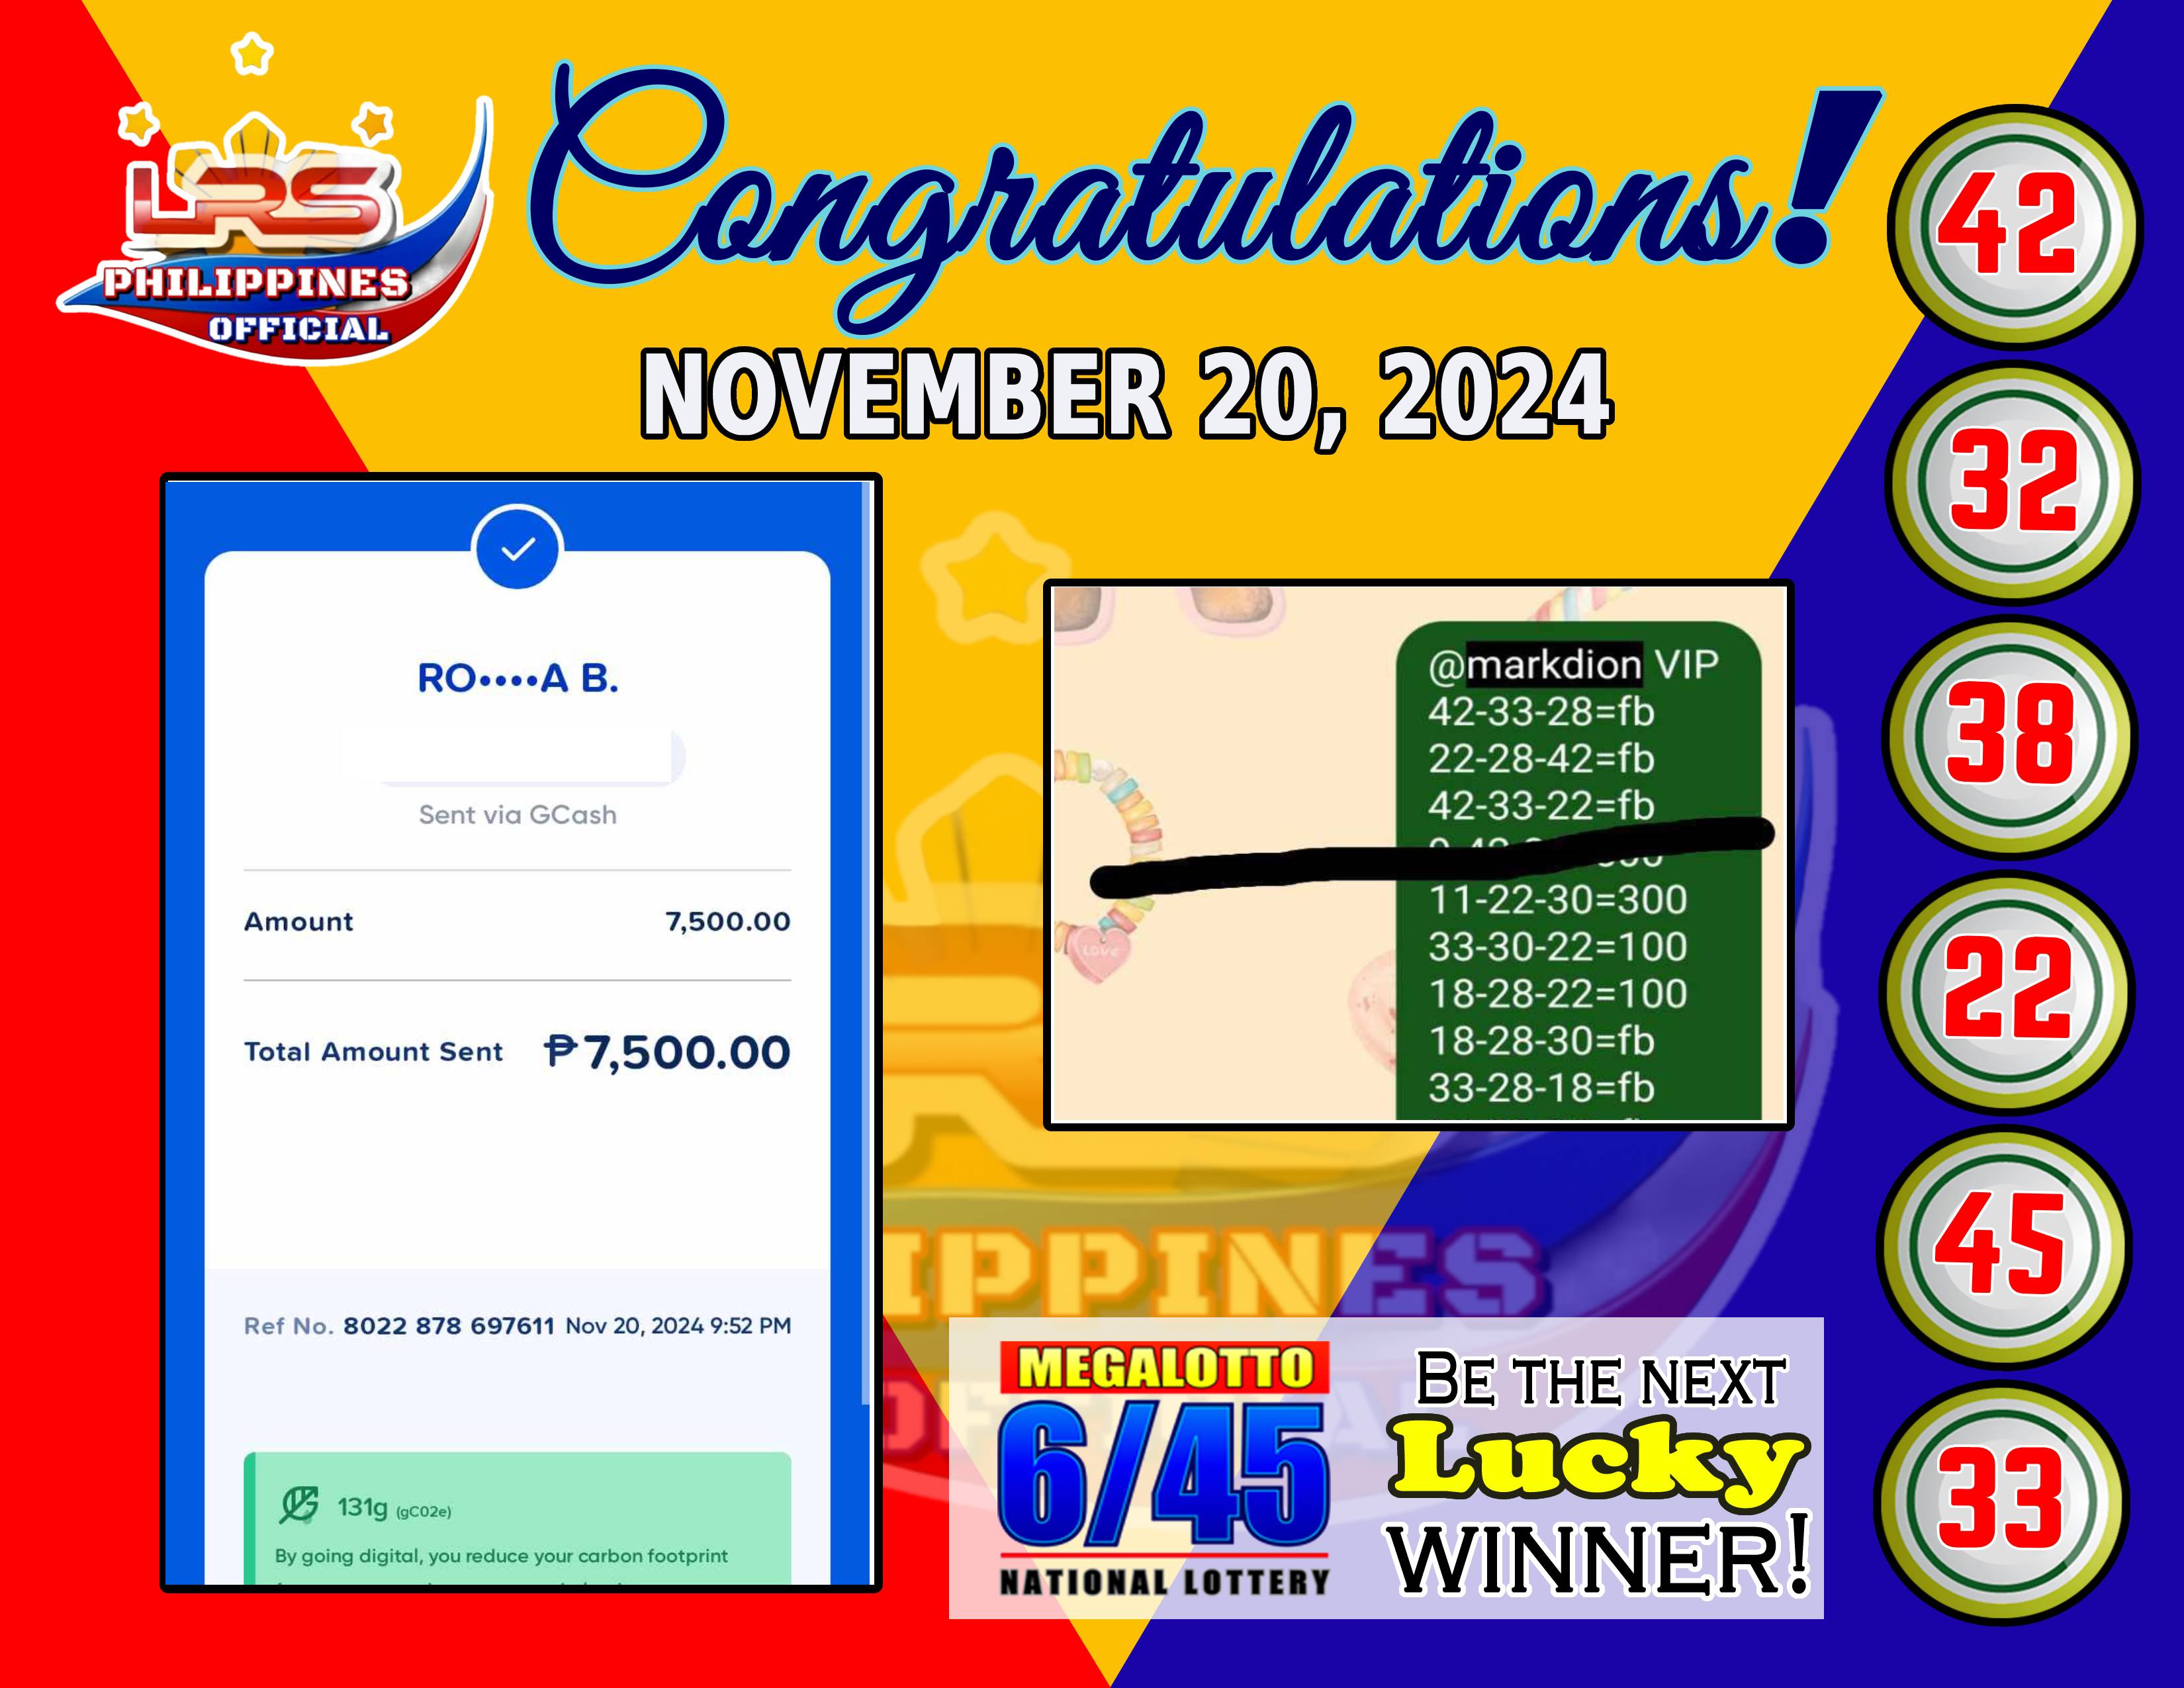 LRS
PHILIPPINES
OFFICIAL
Congratulations!
NOVEMBER 20, 2024
RO••••A B.
Sent via GCash
Amount 7,500.00
Total Amount Sent ₱7,500.00
Ref No. 8022 878 697611 Nov 20, 2024 9:52 PM
131g (gCO2e)
By going digital, you reduce your carbon footprint
@markdion VIP
42-33-28=fb
22-28-42=fb
42-33-22=fb
11-22-30=300
33-30-22=100
18-28-22=100
18-28-30=fb
33-28-18=fb
LOVE
MEGALOTTO
6/45
NATIONAL LOTTERY
BE THE NEXT
Lucky
WINNER!
42
32
38
22
45
33